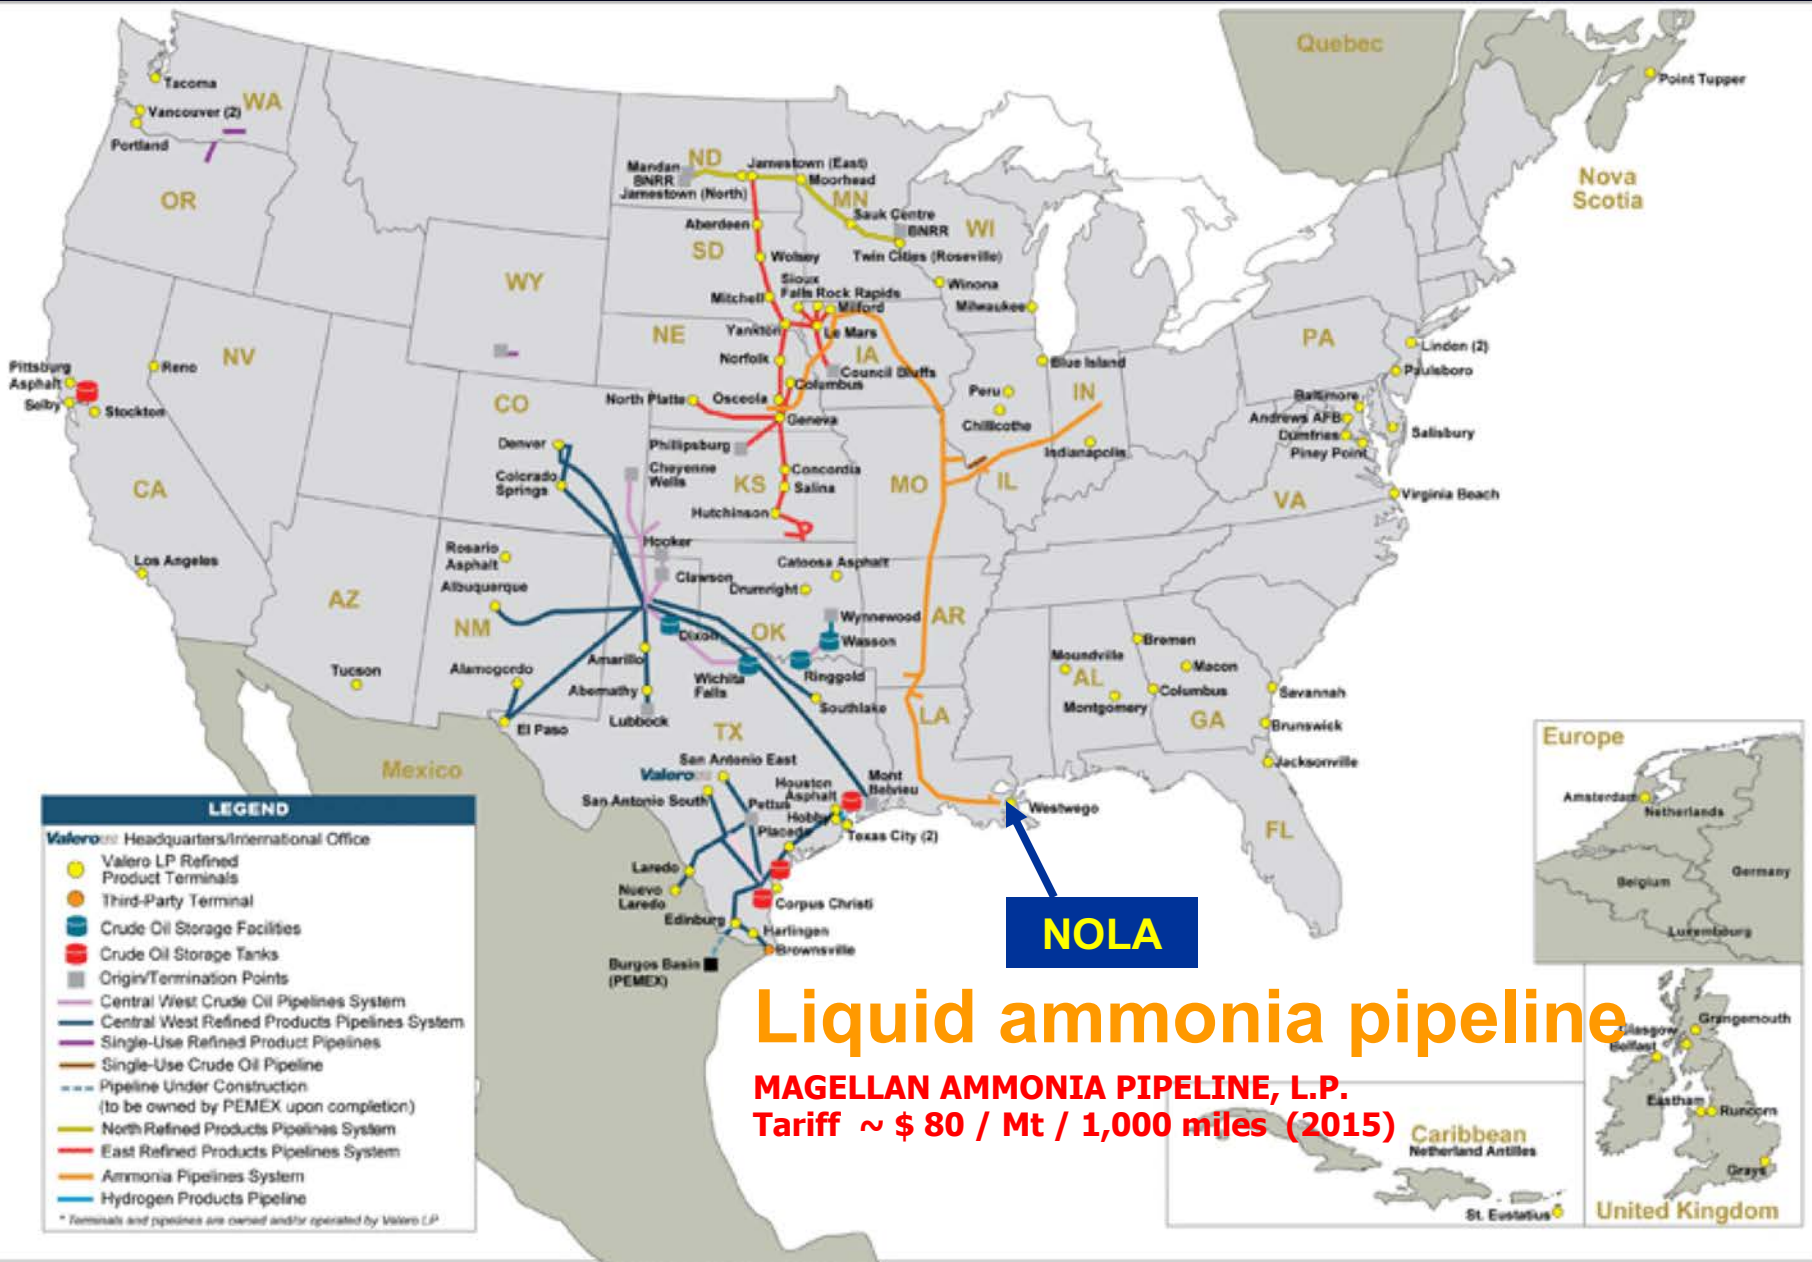 Quebec
Point Tupper
Nova
Scotia
Tacoma
WA
Vancouver (2)
Portland
OR
Mandan
BNRR
ND
Jamestown (East)
Jamestown (North)
Moorhead
MN
Sauk Centre
BNRR
WI
Twin Cities (Roseville)
Aberdeen
SD
Wolsey
Winona
Milwaukee
Sioux
Falls
Rock Rapids
Mitchell
Milford
WY
NE
Yankton
Le Mars
IA
Norfolk
Council Bluffs
Columbus
North Platte
Osceola
Geneva
Blue Island
Peru
IN
Chillicothe
Indianapolis
PA
Linden (2)
Paulsboro
Baltimore
Andrews AFB
Dumfries
Piney Point
Salisbury
VA
Virginia Beach
Pittsburg
Asphalt
Selby
Stockton
Reno
NV
CA
Los Angeles
CO
Denver
Colorado
Springs
Phillipsburg
Cheyenne
Wells
KS
Concordia
Salina
Hutchinson
MO
IL
Rosario
Asphalt
Albuquerque
Hooker
Clawson
Catoosa Asphalt
Drumright
AZ
NM
Tucson
Alamogordo
El Paso
Dixon
OK
Wynnewood
Wasson
AR
Amarillo
Abernathy
Lubbock
Wichita
Falls
Ringgold
Southlake
TX
LA
Moundville
AL
Montgomery
Bremen
Macon
Columbus
GA
Savannah
Brunswick
Jacksonville
FL
Mexico
San Antonio East
Valero
San Antonio South
Pettus
Placedo
Houston
Asphalt
Hobby
Mont
Belvieu
Texas City (2)
Westwego
Laredo
Nuevo
Laredo
Corpus Christi
Edinburg
Harlingen
Brownsville
Burgos Basin
(PEMEX)
NOLA
Liquid ammonia pipeline
MAGELLAN AMMONIA PIPELINE, L.P.
Tariff ~ $ 80 / Mt / 1,000 miles (2015)
LEGEND
Valero Headquarters/International Office
Valero LP Refined
Product Terminals
Third-Party Terminal
Crude Oil Storage Facilities
Crude Oil Storage Tanks
Origin/Termination Points
Central West Crude Oil Pipelines System
Central West Refined Products Pipelines System
Single-Use Refined Product Pipelines
Single-Use Crude Oil Pipeline
Pipeline Under Construction
(to be owned by PEMEX upon completion)
North Refined Products Pipelines System
East Refined Products Pipelines System
Ammonia Pipelines System
Hydrogen Products Pipeline
* Terminals and pipelines are owned and/or operated by Valero LP
Europe
Amsterdam
Netherlands
Belgium
Germany
Luxembourg
Glasgow
Grangemouth
Belfast
Eastham
Runcorn
Grays
United Kingdom
Caribbean
Netherland Antilles
St. Eustatius